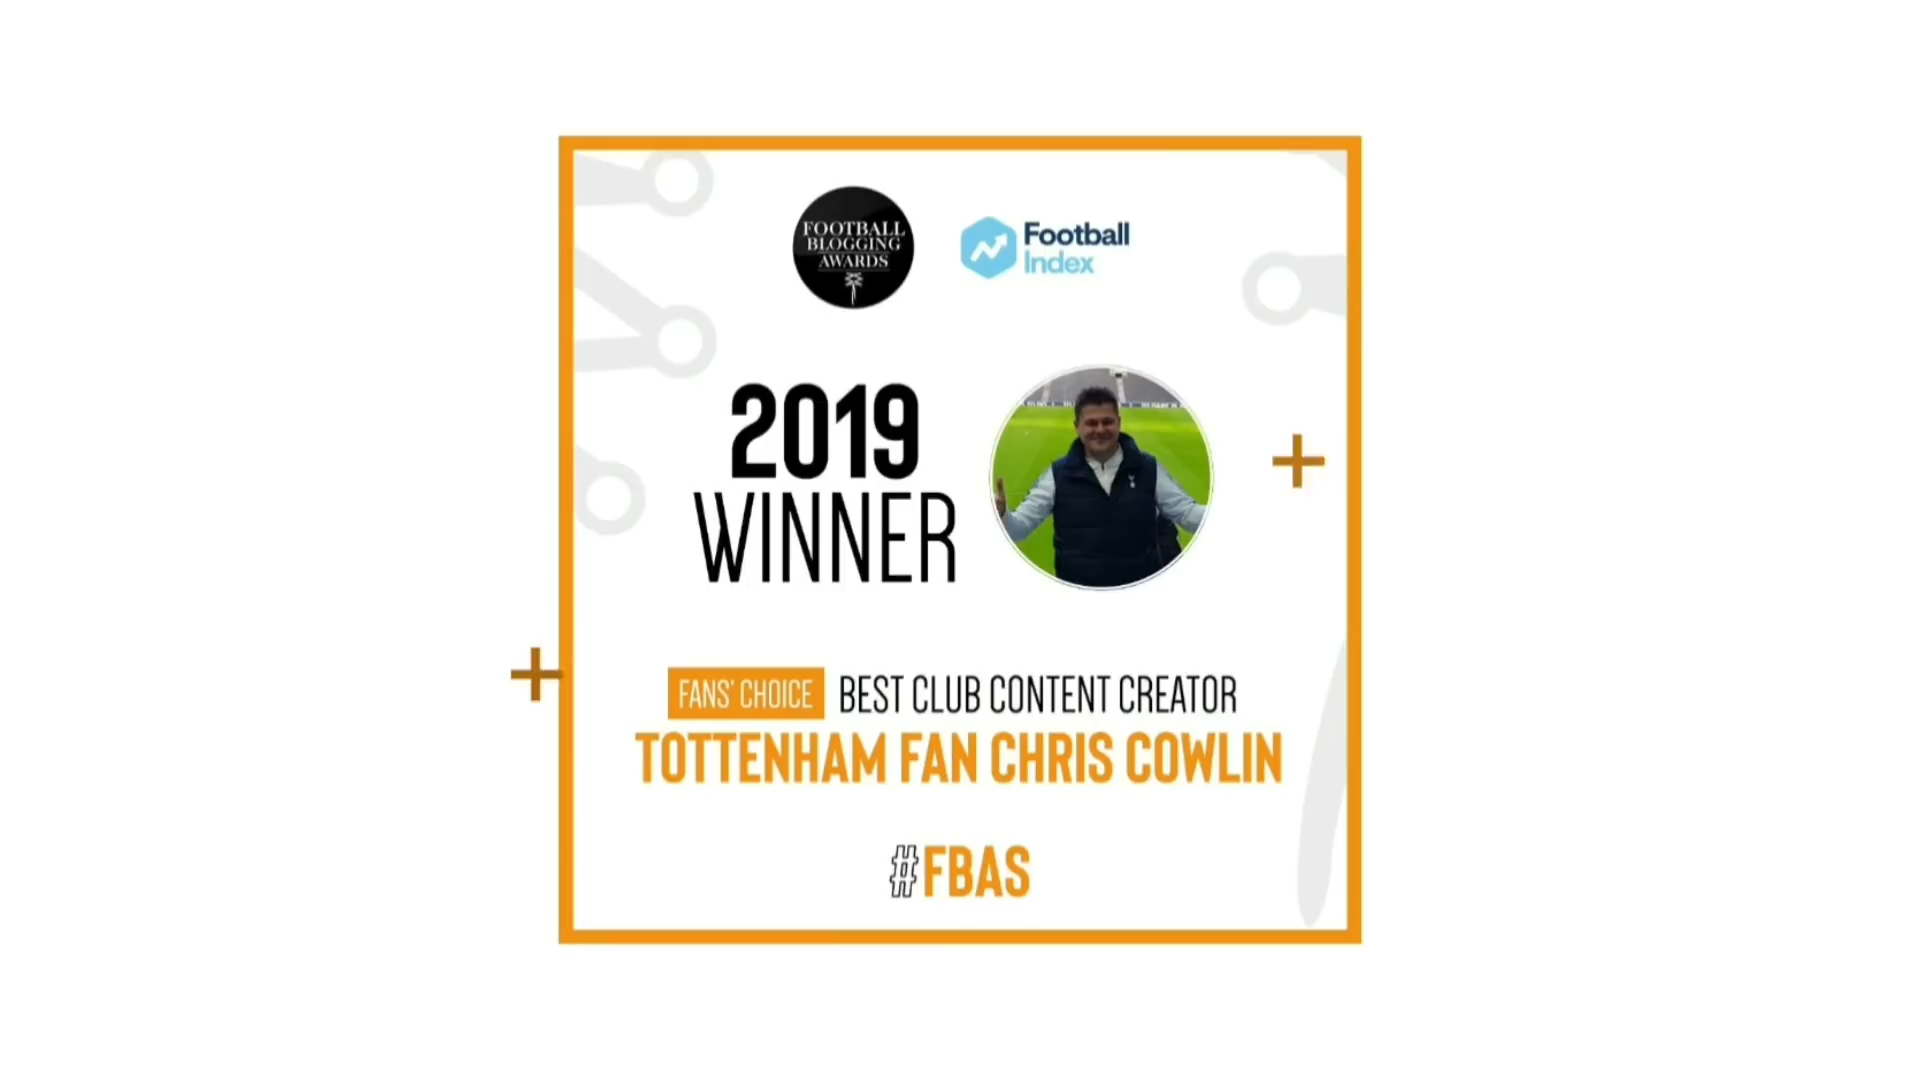 FOOTBALL
BLOGGING
AWARDS
Football
Index
2019
WINNER
FANS' CHOICE BEST CLUB CONTENT CREATOR
TOTTENHAM FAN CHRIS COWLIN
#FBAS